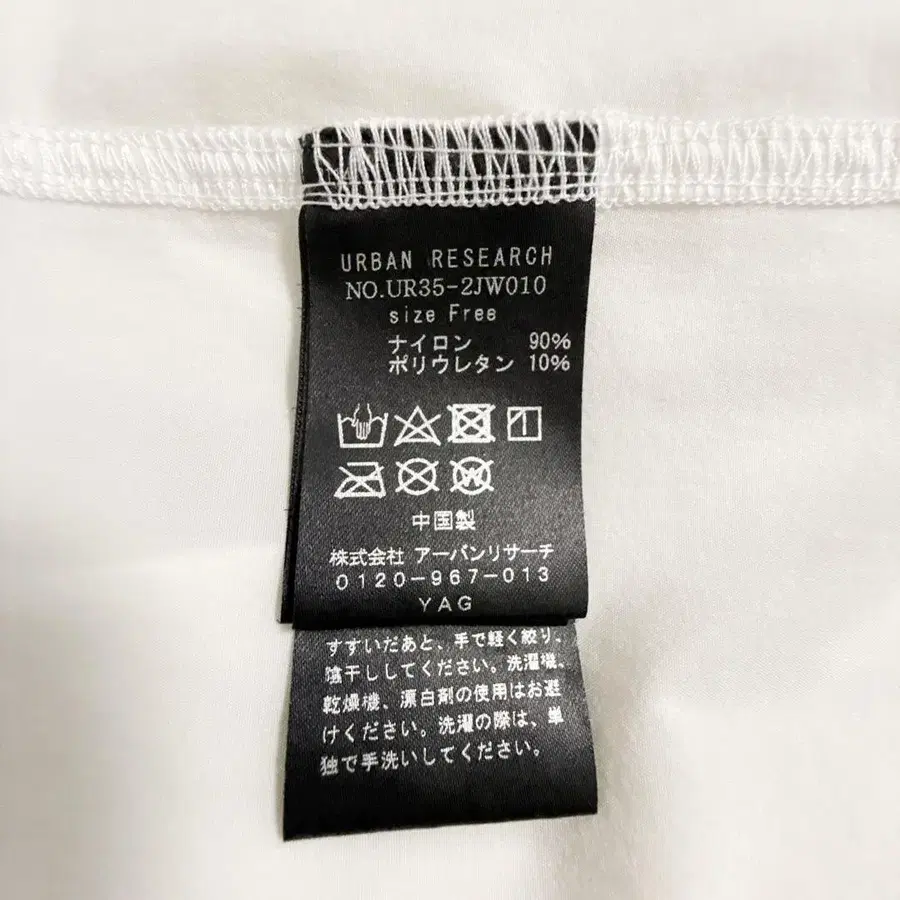 URBAN RESEARCH
NO.UR35-2JW010
size Free
ナイロン 90%
ポリウレタン 10%
中国製
株式会社 アーバンリサーチ
0120-967-013
YAG
すすいだあと、手で軽く絞り、
陰干ししてください。洗濯機、
乾燥機、漂白剤の使用はお避
けください。洗濯の際は、単
独で手洗いしてください。